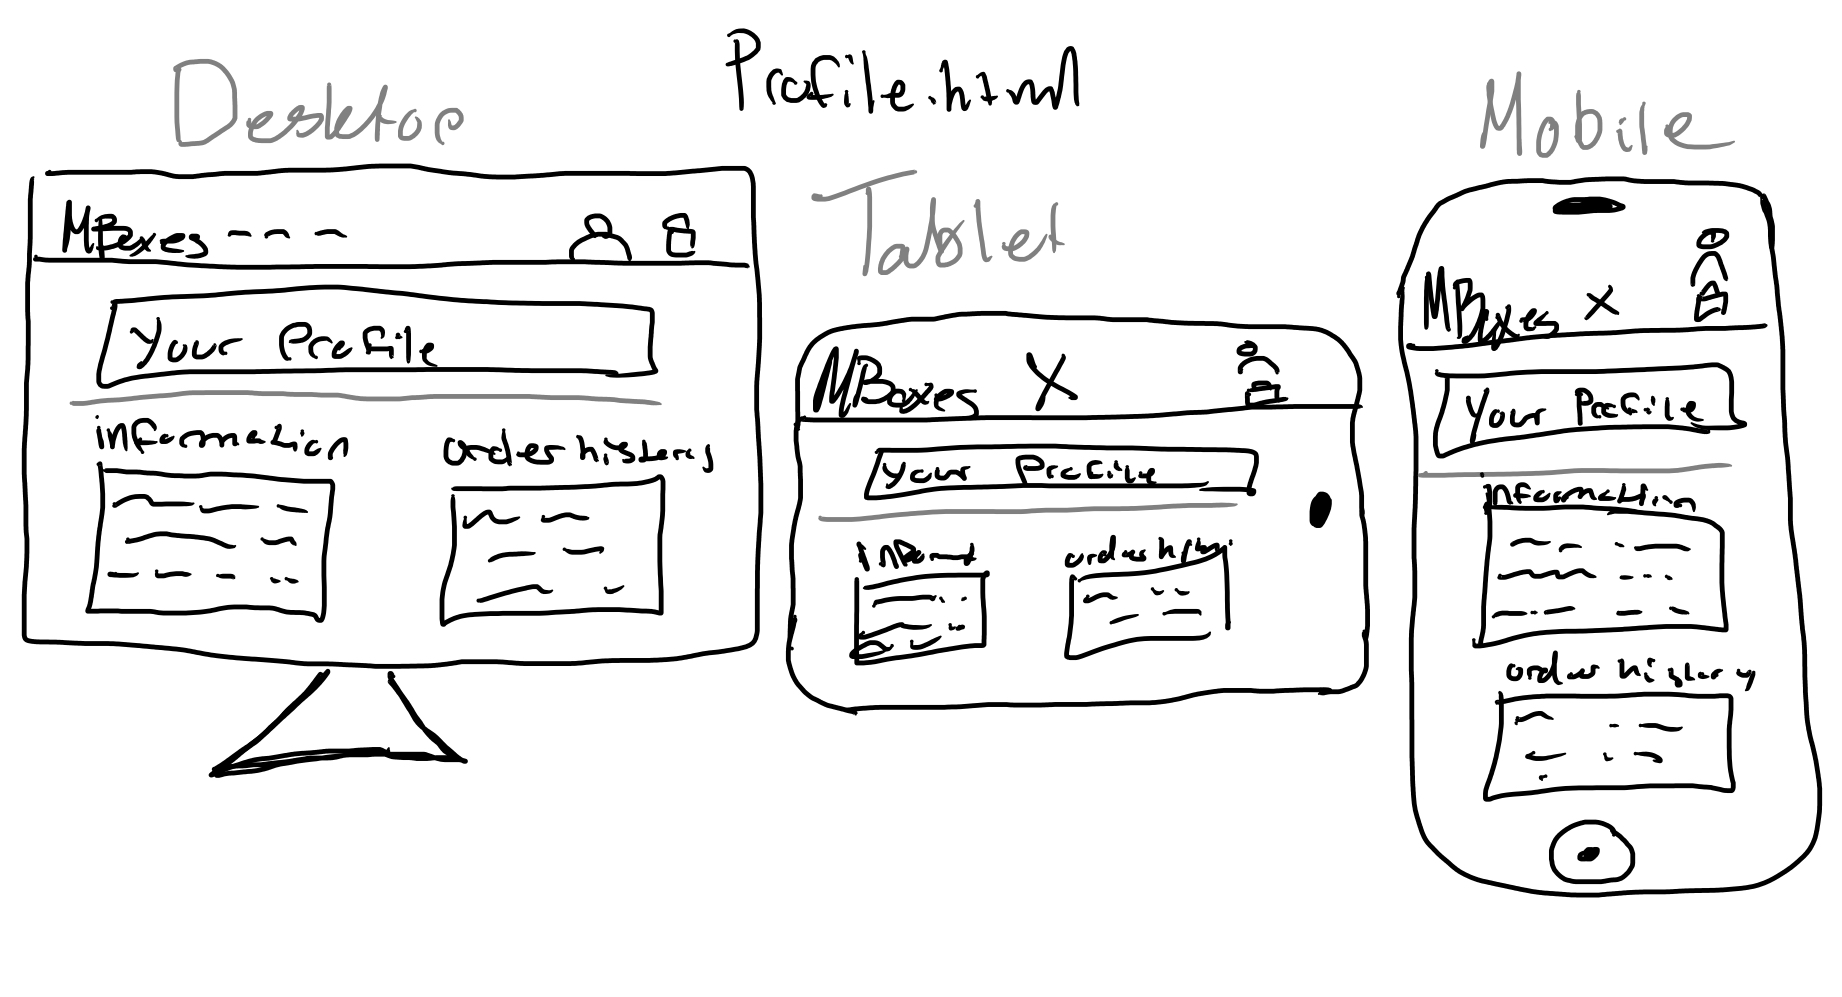 Profile.html
Desktop
MBoxes
Your Profile
information
order history
Tablet
MBoxes X
Your Profile
informat
order history
Mobile
MBoxes X
Your Profile
information
order history